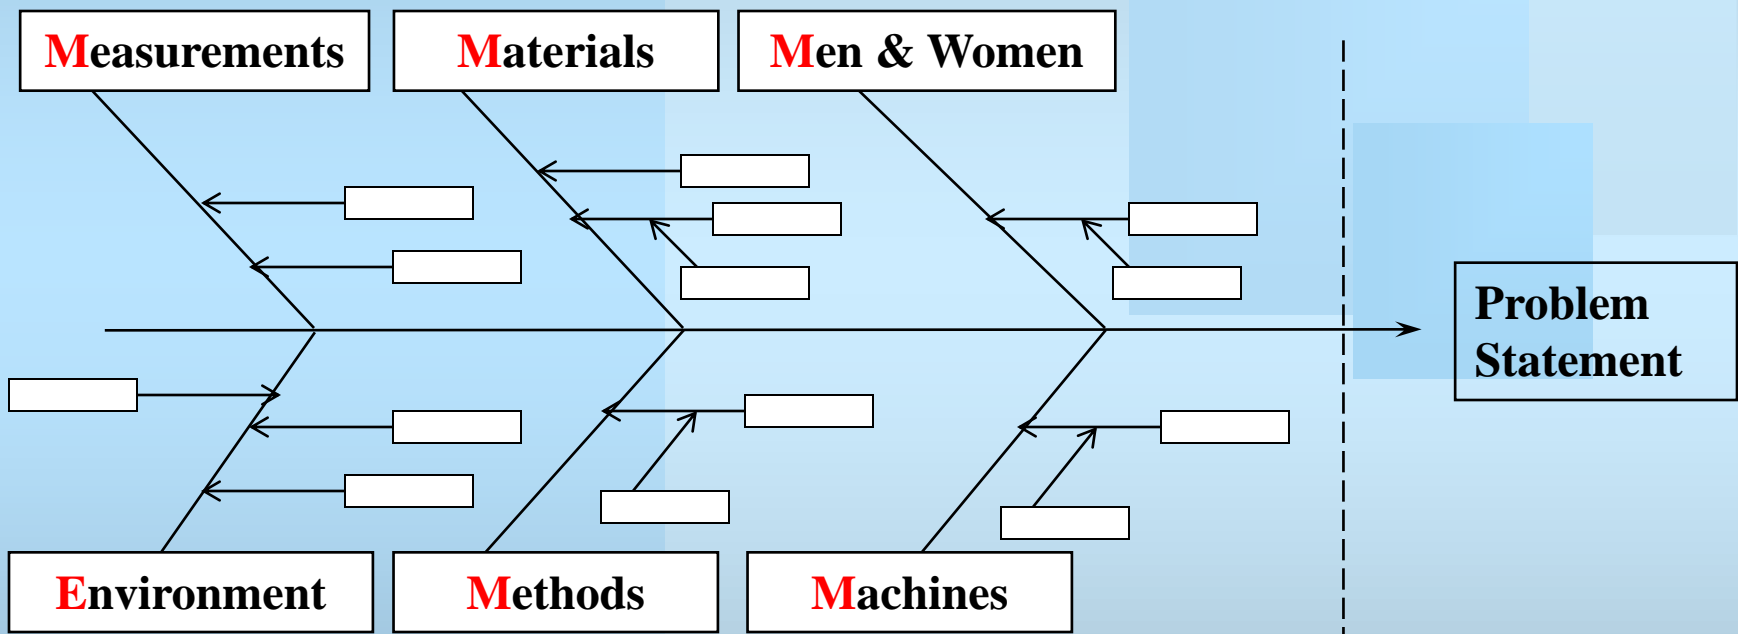 Measurements
Materials
Men & Women
Problem
Statement
Environment
Methods
Machines